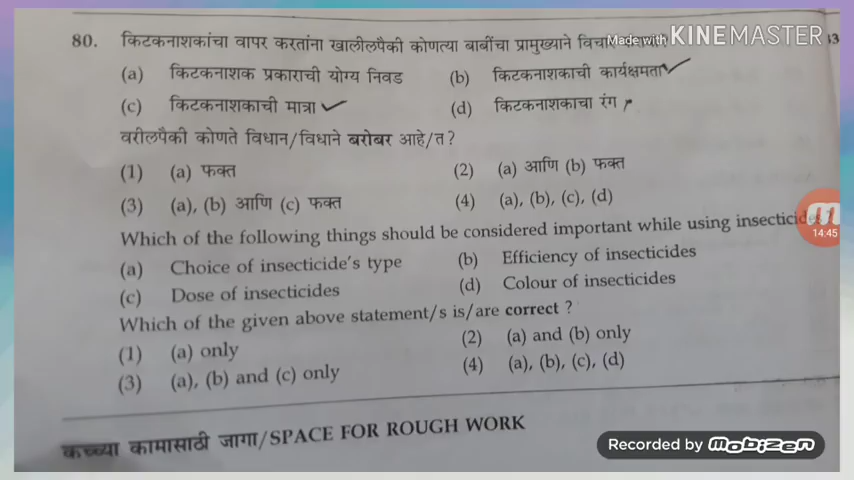 80. किटकनाशकांचा वापर करतांना खालीलपैकी कोणत्या बाबींचा प्रामुख्याने
Made with KINEMASTER
(a) किटकनाशक प्रकाराची योग्य निवड (b) किटकनाशकाची कार्यक्षमता
(c) किटकनाशकाची मात्रा (d) किटकनाशकाचा रंग
वरीलपैकी कोणते विधान/विधाने बरोबर आहे/त?
(1) (a) फक्त (2) (a) आणि (b) फक्त
(3) (a), (b) आणि (c) फक्त (4) (a), (b), (c), (d)
Which of the following things should be considered important while using insecticides ?
14:45
(a) Choice of insecticide's type (b) Efficiency of insecticides
(c) Dose of insecticides (d) Colour of insecticides
Which of the given above statement/s is/are correct ?
(1) (a) only (2) (a) and (b) only
(3) (a), (b) and (c) only (4) (a), (b), (c), (d)
कच्च्या कामासाठी जागा/SPACE FOR ROUGH WORK
Recorded by mobizen